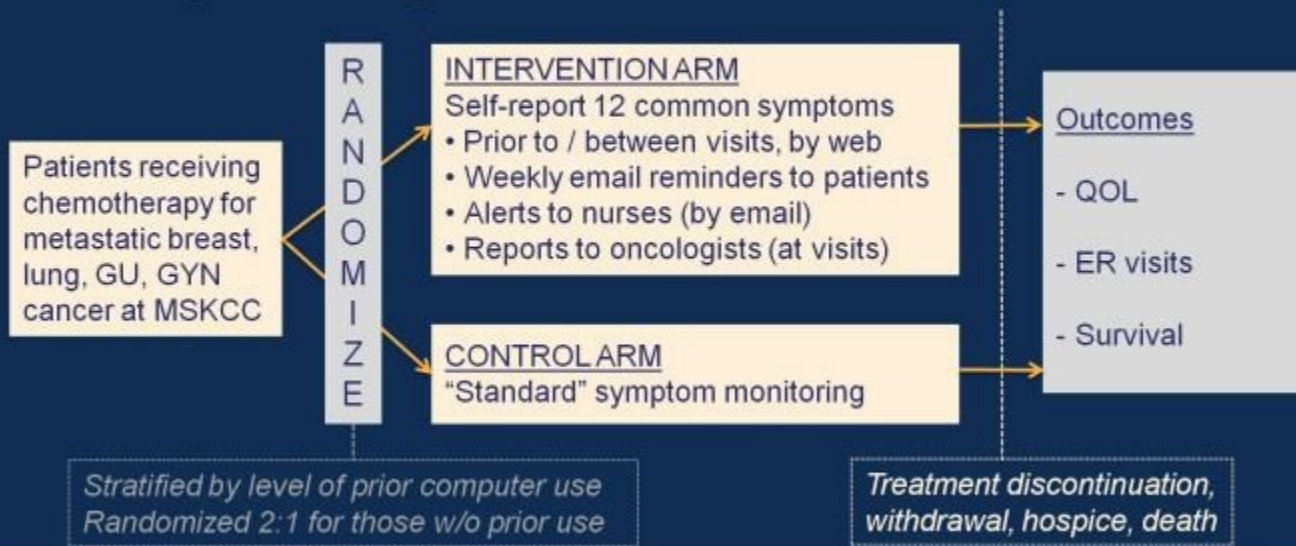 Patients receiving
chemotherapy for
metastatic breast,
lung, GU, GYN
cancer at MSKCC
R
A
N
D
O
M
I
Z
E
INTERVENTION ARM
Self-report 12 common symptoms
• Prior to / between visits, by web
• Weekly email reminders to patients
• Alerts to nurses (by email)
• Reports to oncologists (at visits)
CONTROL ARM
“Standard” symptom monitoring
Outcomes
- QOL
- ER visits
- Survival
Stratified by level of prior computer use
Randomized 2:1 for those w/o prior use
Treatment discontinuation,
withdrawal, hospice, death